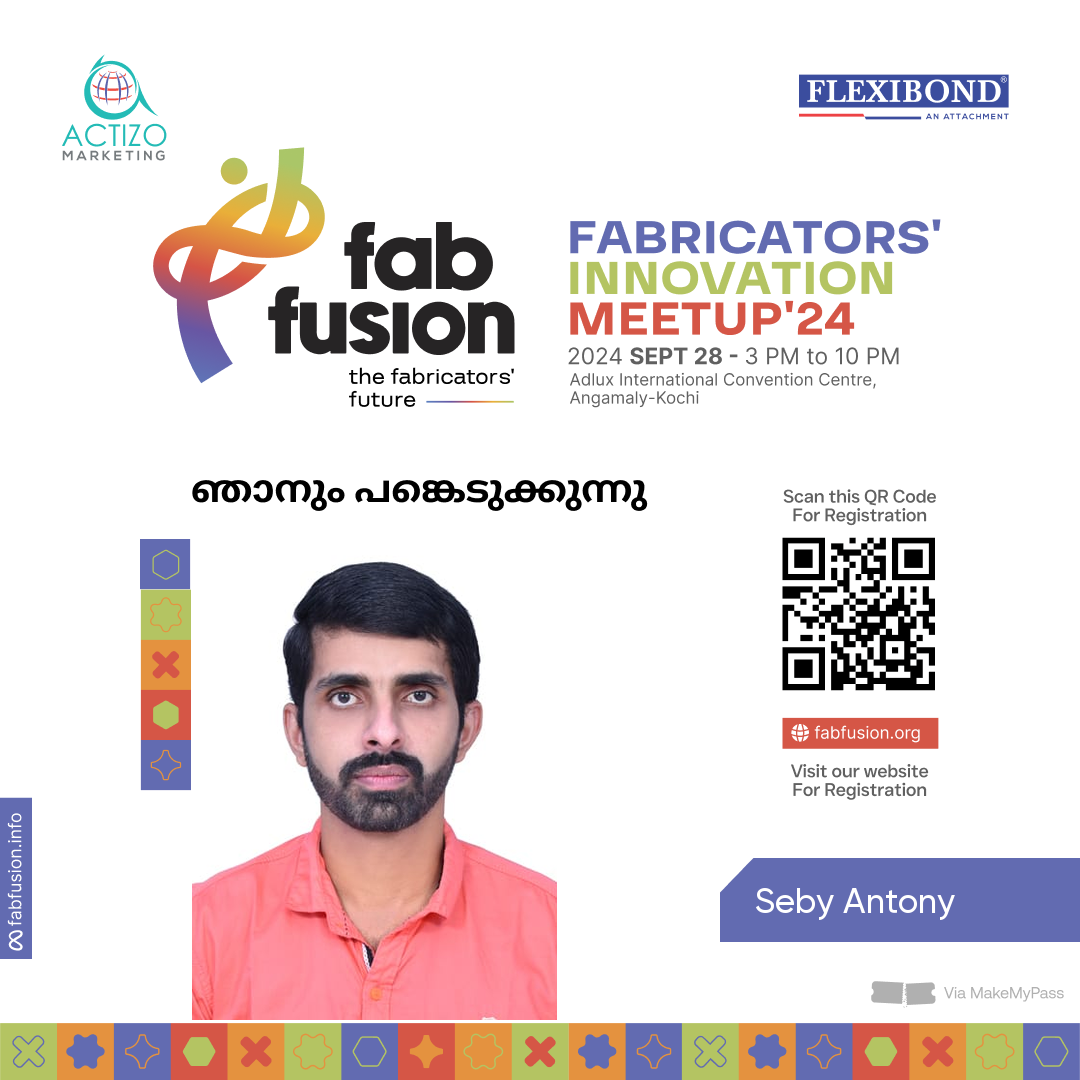 ACTIZO
MARKETING
FLEXIBOND®
AN ATTACHMENT
fab
fusion
the fabricators'
future
FABRICATORS'
INNOVATION
MEETUP'24
2024 SEPT 28 - 3 PM to 10 PM
Adlux International Convention Centre,
Angamaly-Kochi
ഞാനും പങ്കെടുക്കുന്നു
Scan this QR Code
For Registration
fabfusion.org
Visit our website
For Registration
fabfusion.info
Seby Antony
Via MakeMyPass